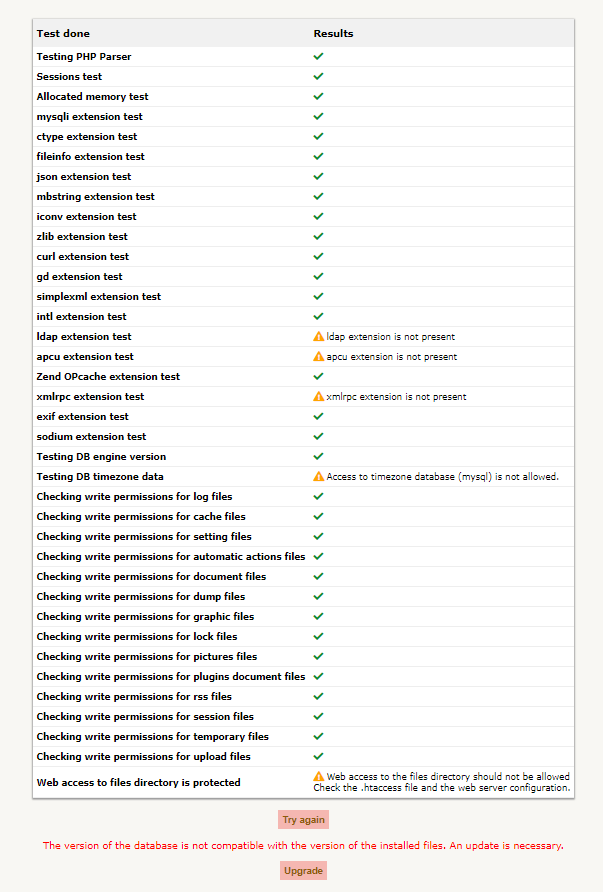 Test done Results
Testing PHP Parser
Sessions test
Allocated memory test
mysqli extension test
ctype extension test
fileinfo extension test
json extension test
mbstring extension test
iconv extension test
zlib extension test
curl extension test
gd extension test
simplexml extension test
intl extension test
ldap extension test ldap extension is not present
apcu extension test apcu extension is not present
Zend OPcache extension test
xmlrpc extension test xmlrpc extension is not present
exif extension test
sodium extension test
Testing DB engine version
Testing DB timezone data Access to timezone database (mysql) is not allowed.
Checking write permissions for log files
Checking write permissions for cache files
Checking write permissions for setting files
Checking write permissions for automatic actions files
Checking write permissions for document files
Checking write permissions for dump files
Checking write permissions for graphic files
Checking write permissions for lock files
Checking write permissions for pictures files
Checking write permissions for plugins document files
Checking write permissions for rss files
Checking write permissions for session files
Checking write permissions for temporary files
Checking write permissions for upload files
Web access to files directory is protected Web access to the files directory should not be allowed
Check the .htaccess file and the web server configuration.
Try again
The version of the database is not compatible with the version of the installed files. An update is necessary.
Upgrade